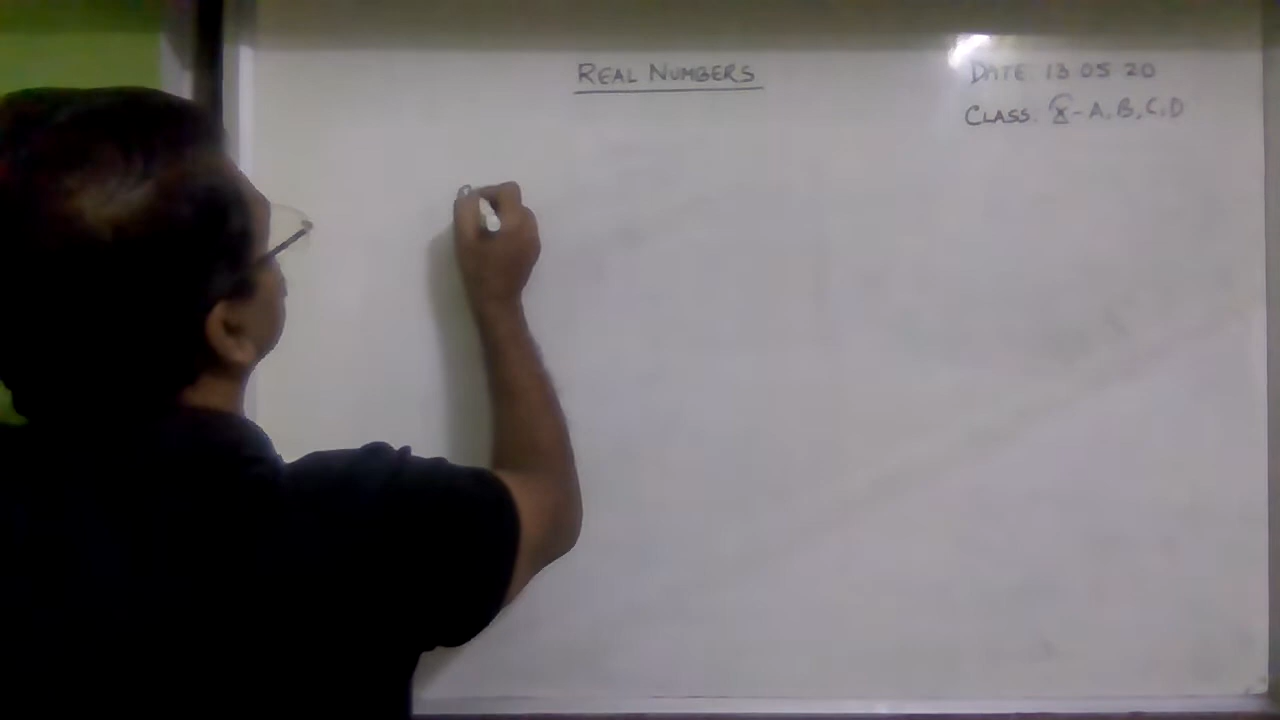 REAL NUMBERS
DATE: 13 05 20
CLASS: X - A, B, C, D